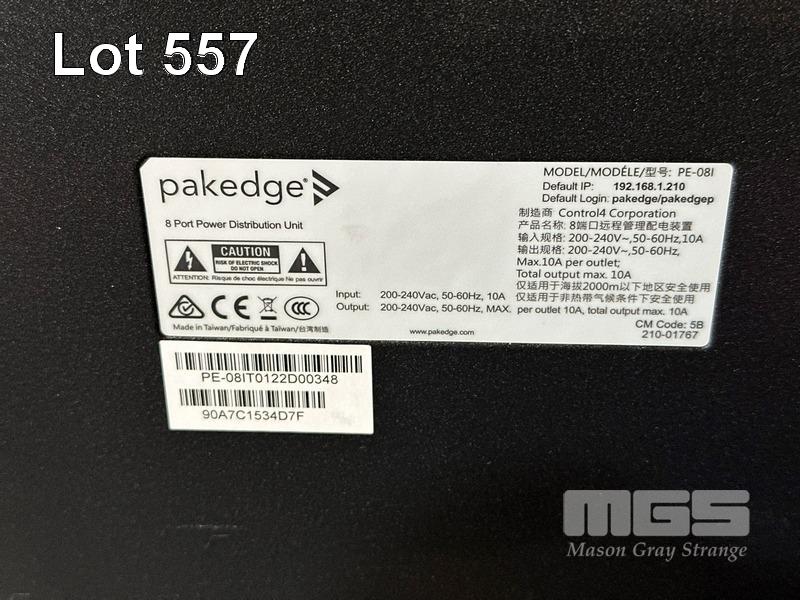 Lot 557
pakedge®
8 Port Power Distribution Unit
CAUTION
RISK OF ELECTRIC SHOCK
DO NOT OPEN
Ne pas ouvrir
ATTENTION: Risque de choc électrique
CE
CCC
Made in Taiwan/Fabriqué à Taiwan/台湾制造
Input: 200-240Vac, 50-60Hz, 10A
Output: 200-240Vac, 50-60Hz, MAX. per outlet 10A, total output max. 10A
www.pakedge.com
MODEL/MODÉLE/型号: PE-08I
Default IP: 192.168.1.210
Default Login: pakedge/pakedgep
制造商 Control4 Corporation
产品名称: 8端口远程管理配电装置
输入规格: 200-240V~,50-60Hz,10A
输出规格: 200-240V~,50-60Hz,
Max.10A per outlet;
Total output max. 10A
仅适用于海拔2000m以下地区安全使用
仅适用于非热带气候条件下安全使用
CM Code: 5B
210-01767
PE-08IT0122D00348
90A7C1534D7F
MGS
Mason Gray Strange